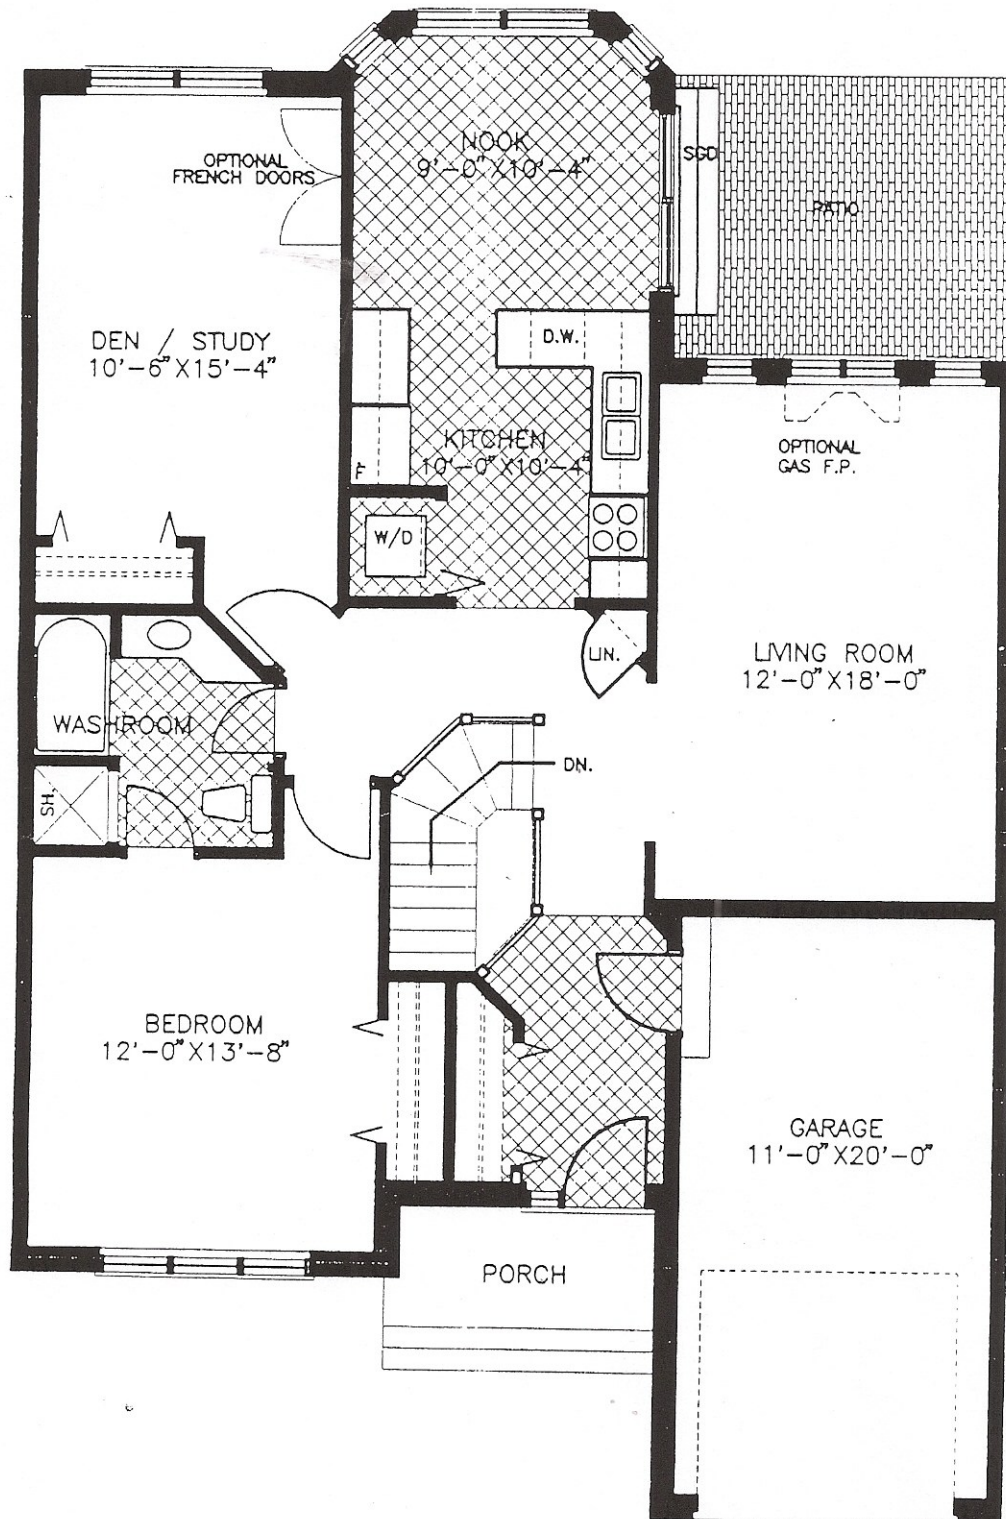 NOOK
9'-0"X10'-4"
OPTIONAL
FRENCH DOORS
SGD
PATIO
DEN / STUDY
10'-6"X15'-4"
D.W.
KITCHEN
10'-0"X10'-4"
F
OPTIONAL
GAS F.P.
W/D
LIN.
LIVING ROOM
12'-0"X18'-0"
WASHROOM
DN.
SH.
BEDROOM
12'-0"X13'-8"
GARAGE
11'-0"X20'-0"
PORCH